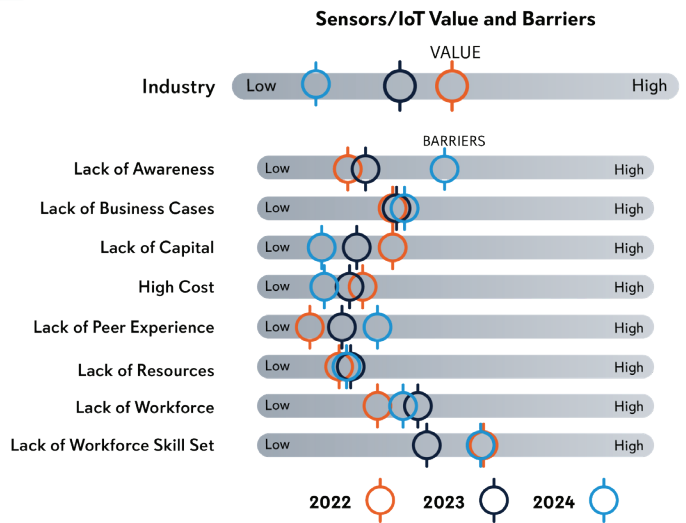 Sensors/IoT Value and Barriers
VALUE
Industry Low High
BARRIERS
Lack of Awareness Low High
Lack of Business Cases Low High
Lack of Capital Low High
High Cost Low High
Lack of Peer Experience Low High
Lack of Resources Low High
Lack of Workforce Low High
Lack of Workforce Skill Set Low High
2022 2023 2024